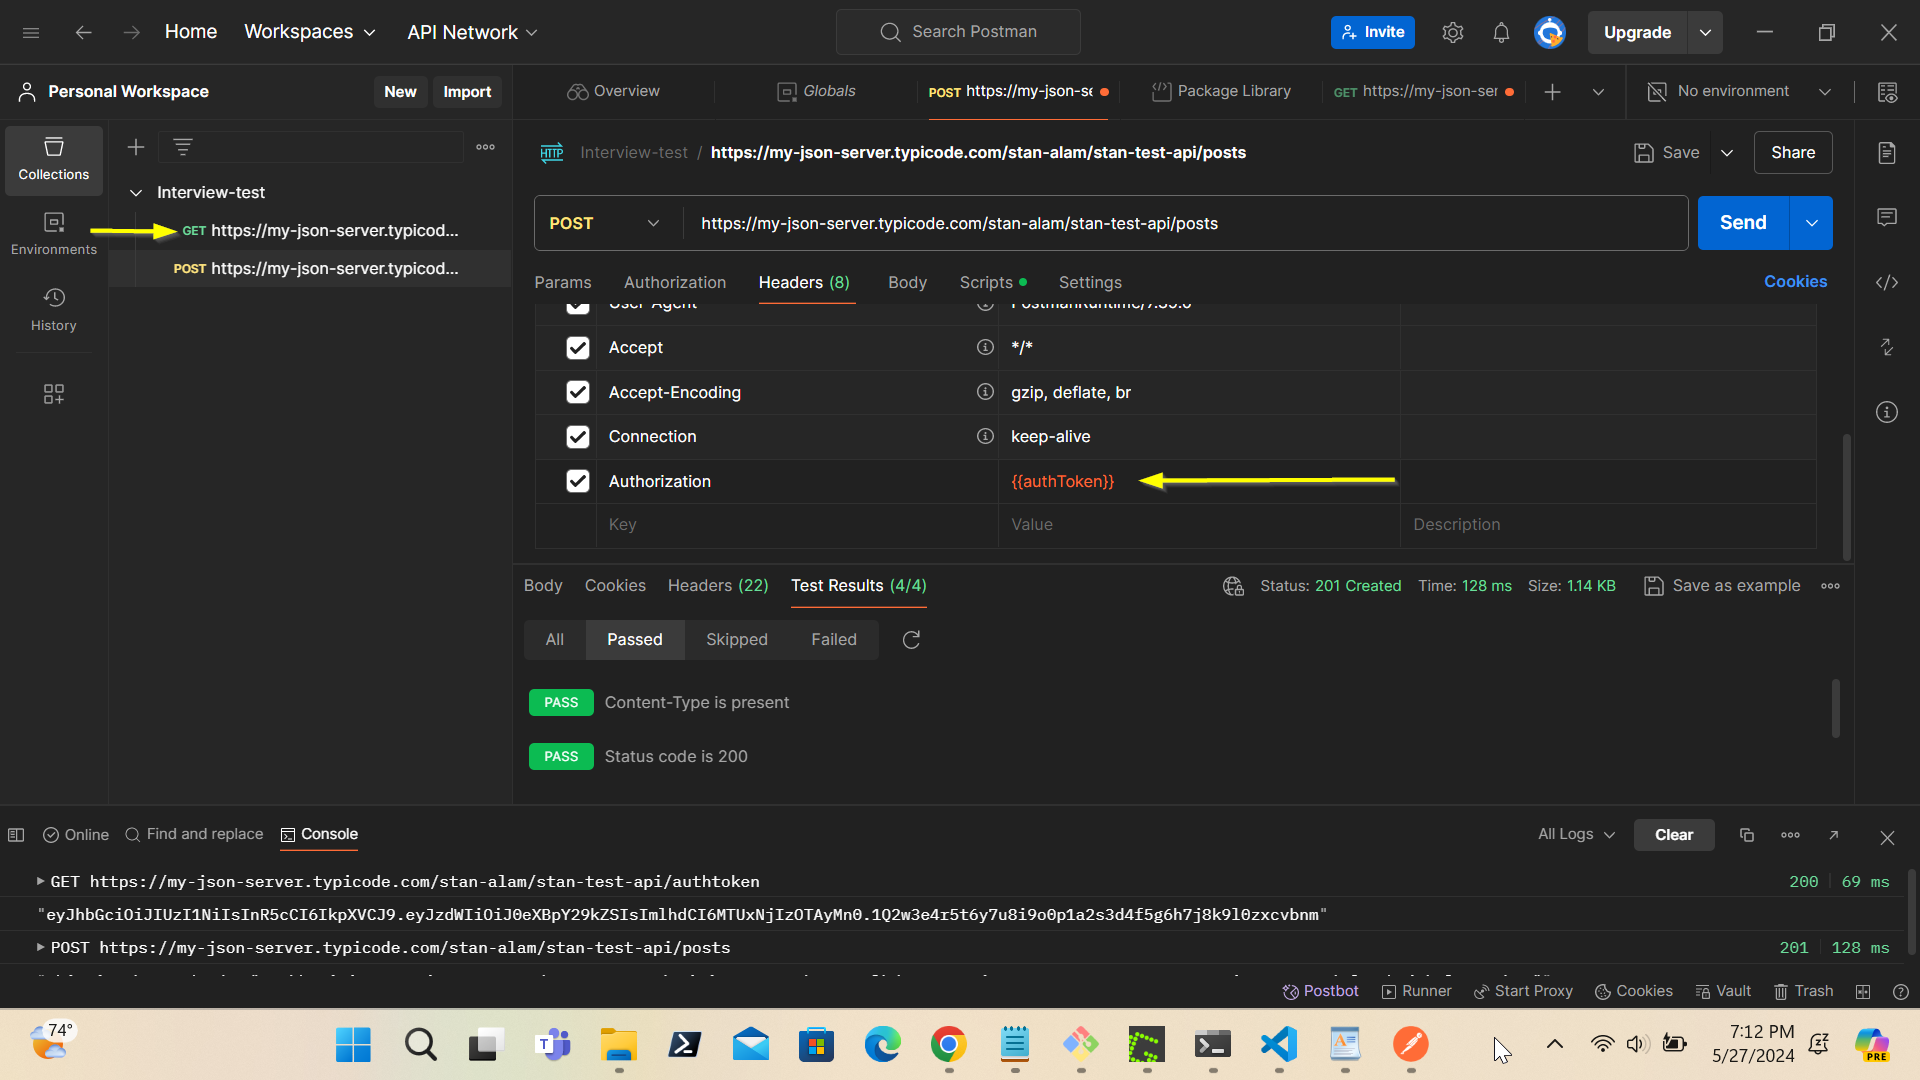 Home Workspaces API Network Search Postman Invite Upgrade
Personal Workspace New Import Overview Globals POST https://my-json-se Package Library GET https://my-json-ser No environment
Collections
Interview-test
GET https://my-json-server.typicod...
POST https://my-json-server.typicod...
Environments
History
HTTP Interview-test / https://my-json-server.typicode.com/stan-alam/stan-test-api/posts Save Share
POST https://my-json-server.typicode.com/stan-alam/stan-test-api/posts Send
Params Authorization Headers (8) Body Scripts Settings Cookies
User-Agent PostmanRuntime/7.39.0
Accept */*
Accept-Encoding gzip, deflate, br
Connection keep-alive
Authorization {{authToken}}
Key Value Description
Body Cookies Headers (22) Test Results (4/4) Status: 201 Created Time: 128 ms Size: 1.14 KB Save as example
All Passed Skipped Failed
PASS Content-Type is present
PASS Status code is 200
Online Find and replace Console All Logs Clear
GET https://my-json-server.typicode.com/stan-alam/stan-test-api/authtoken 200 69 ms
"eyJhbGciOiJIUzI1NiIsInR5cCI6IkpXVCJ9.eyJzdWIiOiJ0eXBpY29kZSIsImlhdCI6MTUxNjIzOTAyMn0.1Q2w3e4r5t6y7u8i9o0p1a2s3d4f5g6h7j8k9l0zxcvbnm"
POST https://my-json-server.typicode.com/stan-alam/stan-test-api/posts 201 128 ms
Postbot Runner Start Proxy Cookies Vault Trash
74°
7:12 PM
5/27/2024
PRE